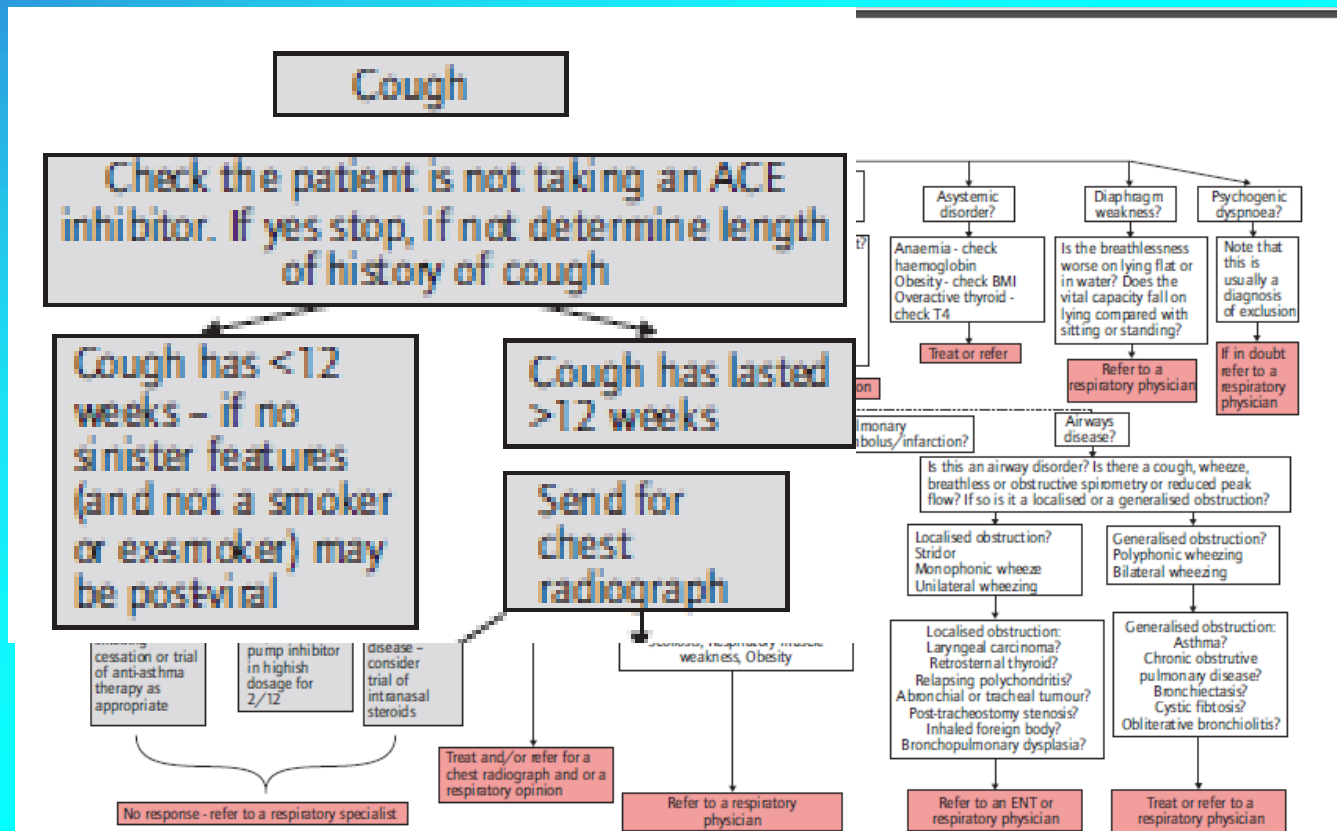 Cough
Check the patient is not taking an ACE
inhibitor. If yes stop, if not determine length
of history of cough
Cough has <12
weeks – if no
sinister features
(and not a smoker
or ex-smoker) may
be post-viral
Cough has lasted
>12 weeks
Send for
chest
radiograph
cessation or trial
of anti-asthma
therapy as
appropriate
pump inhibitor
in highish
dosage for
2/12
disease –
consider
trial of
intranasal
steroids
No response - refer to a respiratory specialist
Treat and/or refer for a
chest radiograph and or a
respiratory opinion
weakness, Obesity
Refer to a respiratory
physician
Asystemic
disorder?
Anaemia - check
haemoglobin
Obesity - check BMI
Overactive thyroid -
check T4
Treat or refer
Diaphragm
weakness?
Is the breathlessness
worse on lying flat or
in water? Does the
vital capacity fall on
lying compared with
sitting or standing?
Refer to a
respiratory physician
Psychogenic
dyspnoea?
Note that
this is
usually a
diagnosis
of exclusion
If in doubt
refer to a
respiratory
physician
t?
on
lmonary
bolus/infarction?
Airways
disease?
Is this an airway disorder? Is there a cough, wheeze,
breathless or obstructive spirometry or reduced peak
flow? If so is it a localised or a generalised obstruction?
Localised obstruction?
Stridor
Monophonic wheeze
Unilateral wheezing
Localised obstruction:
Laryngeal carcinoma?
Retrosternal thyroid?
Relapsing polychondritis?
Abronchial or tracheal tumour?
Post-tracheostomy stenosis?
Inhaled foreign body?
Bronchopulmonary dysplasia?
Refer to an ENT or
respiratory physician
Generalised obstruction?
Polyphonic wheezing
Bilateral wheezing
Generalised obstruction:
Asthma?
Chronic obstrutive
pulmonary disease?
Bronchiectasis?
Cystic fibtosis?
Obliterative bronchiolitis?
Treat or refer to a
respiratory physician